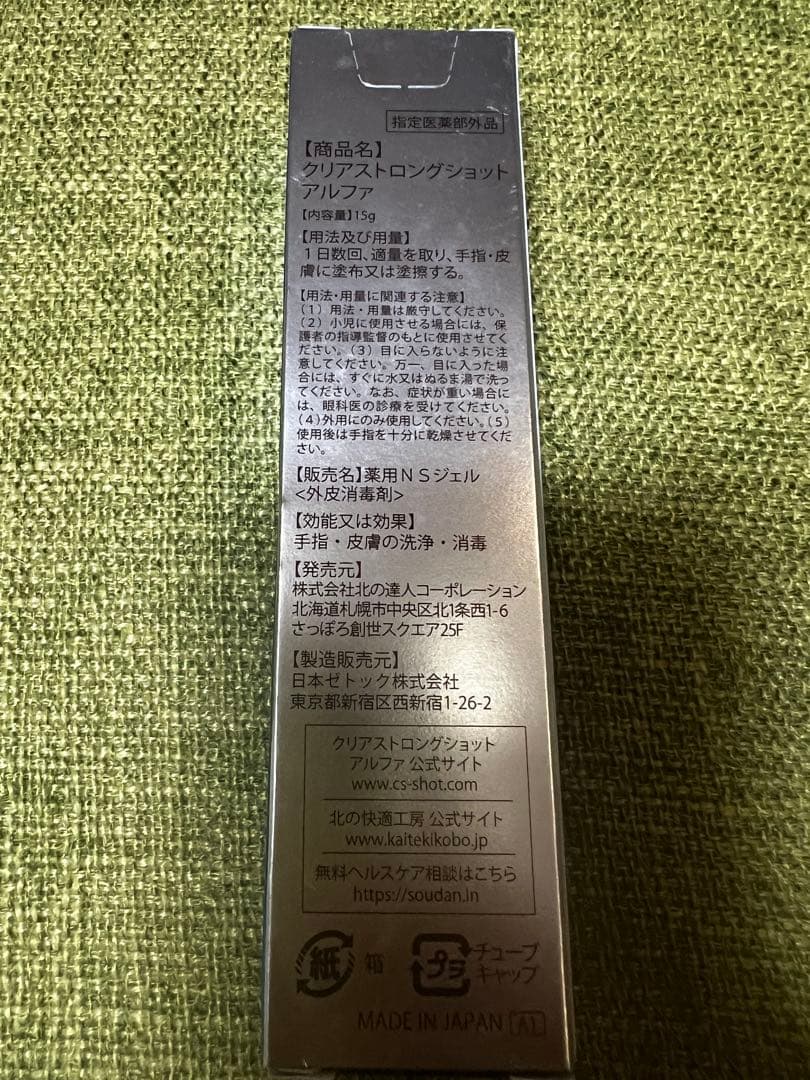 指定医薬部外品
【商品名】
クリアストロングショット
アルファ
【内容量】15g
【用法及び用量】
1日数回、適量を取り、手指・皮
膚に塗布又は塗擦する。
【用法・用量に関連する注意】
(1)用法・用量は厳守してください。
(2)小児に使用させる場合には、保
護者の指導監督のもとに使用させてく
ださい。(3)目に入らないように注
意してください。万一、目に入った場
合には、すぐに水又はぬるま湯で洗っ
てください。なお、症状が重い場合に
は、眼科医の診療を受けてください。
(4)外用にのみ使用してください。(5)
使用後は手指を十分に乾燥させてくだ
さい。
【販売名】薬用NSジェル
<外皮消毒剤>
【効能又は効果】
手指・皮膚の洗浄・消毒
【発売元】
株式会社北の達人コーポレーション
北海道札幌市中央区北1条西1-6
さっぽろ創世スクエア25F
【製造販売元】
日本ゼトック株式会社
東京都新宿区西新宿1-26-2
クリアストロングショット
アルファ 公式サイト
www.cs-shot.com
北の快適工房 公式サイト
www.kaitekikobo.jp
無料ヘルスケア相談はこちら
https://soudan.in
紙 箱 プラ チューブ
キャップ
MADE IN JAPAN A1